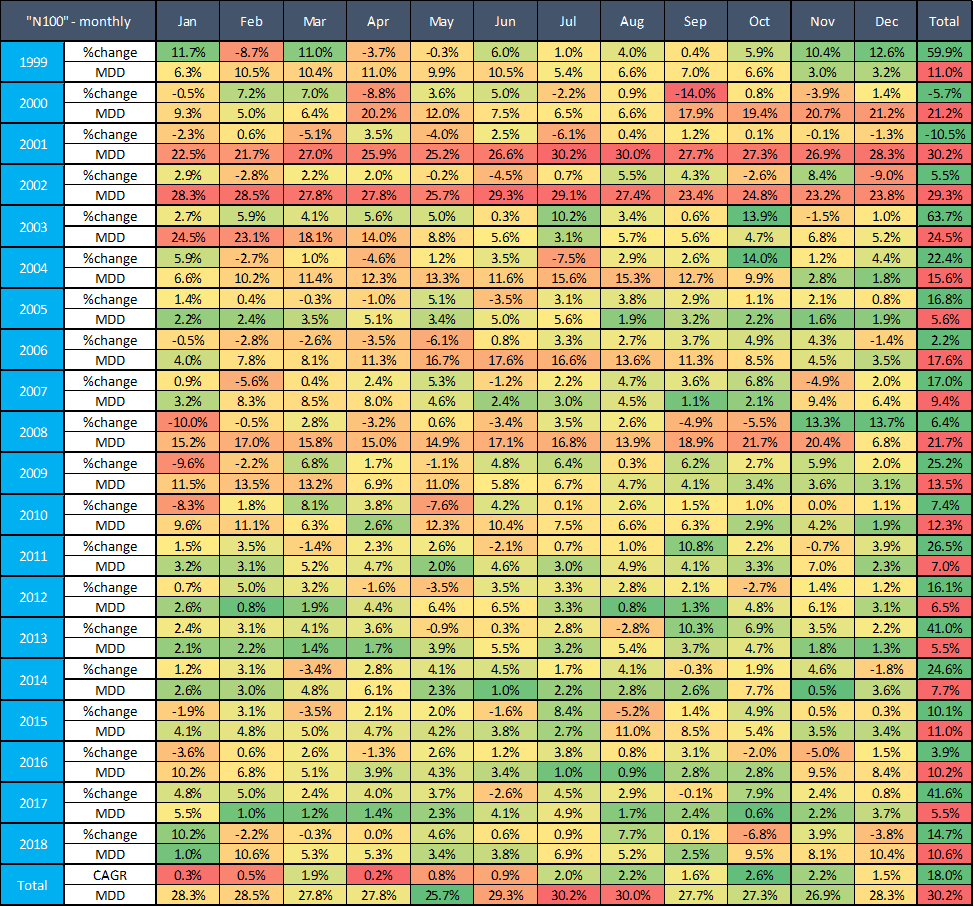 "N100" - monthly Jan Feb Mar Apr May Jun Jul Aug Sep Oct Nov Dec Total
1999 %change 11.7% -8.7% 11.0% -3.7% -0.3% 6.0% 1.0% 4.0% 0.4% 5.9% 10.4% 12.6% 59.9%
MDD 6.3% 10.5% 10.4% 11.0% 9.9% 10.5% 5.4% 6.6% 7.0% 6.6% 3.0% 3.2% 11.0%
2000 %change -0.5% 7.2% 7.0% -8.8% 3.6% 5.0% -2.2% 0.9% -14.0% 0.8% -3.9% 1.4% -5.7%
MDD 9.3% 5.0% 6.4% 20.2% 12.0% 7.5% 6.5% 6.6% 17.9% 19.4% 20.7% 21.2% 21.2%
2001 %change -2.3% 0.6% -5.1% 3.5% -4.0% 2.5% -6.1% 0.4% 1.2% 0.1% -0.1% -1.3% -10.5%
MDD 22.5% 21.7% 27.0% 25.9% 25.2% 26.6% 30.2% 30.0% 27.7% 27.3% 26.9% 28.3% 30.2%
2002 %change 2.9% -2.8% 2.2% 2.0% -0.2% -4.5% 0.7% 5.5% 4.3% -2.6% 8.4% -9.0% 5.5%
MDD 28.3% 28.5% 27.8% 27.8% 25.7% 29.3% 29.1% 27.4% 23.4% 24.8% 23.2% 23.8% 29.3%
2003 %change 2.7% 5.9% 4.1% 5.6% 5.0% 0.3% 10.2% 3.4% 0.6% 13.9% -1.5% 1.0% 63.7%
MDD 24.5% 23.1% 18.1% 14.0% 8.8% 5.6% 3.1% 5.7% 5.6% 4.7% 6.8% 5.2% 24.5%
2004 %change 5.9% -2.7% 1.0% -4.6% 1.2% 3.5% -7.5% 2.9% 2.6% 14.0% 1.2% 4.4% 22.4%
MDD 6.6% 10.2% 11.4% 12.3% 13.3% 11.6% 15.6% 15.3% 12.7% 9.9% 2.8% 1.8% 15.6%
2005 %change 1.4% 0.4% -0.3% -1.0% 5.1% -3.5% 3.1% 3.8% 2.9% 1.1% 2.1% 0.8% 16.8%
MDD 2.2% 2.4% 3.5% 5.1% 3.4% 5.0% 5.6% 1.9% 3.2% 2.2% 1.6% 1.9% 5.6%
2006 %change -0.5% -2.8% -2.6% -3.5% -6.1% 0.8% 3.3% 2.7% 3.7% 4.9% 4.3% -1.4% 2.2%
MDD 4.0% 7.8% 8.1% 11.3% 16.7% 17.6% 16.6% 13.6% 11.3% 8.5% 4.5% 3.5% 17.6%
2007 %change 0.9% -5.6% 0.4% 2.4% 5.3% -1.2% 2.2% 4.7% 3.6% 6.8% -4.9% 2.0% 17.0%
MDD 3.2% 8.3% 8.5% 8.0% 4.6% 2.4% 3.0% 4.5% 1.1% 2.1% 9.4% 6.4% 9.4%
2008 %change -10.0% -0.5% 2.8% -3.2% 0.6% -3.4% 3.5% 2.6% -4.9% -5.5% 13.3% 13.7% 6.4%
MDD 15.2% 17.0% 15.8% 15.0% 14.9% 17.1% 16.8% 13.9% 18.9% 21.7% 20.4% 6.8% 21.7%
2009 %change -9.6% -2.2% 6.8% 1.7% -1.1% 4.8% 6.4% 0.3% 6.2% 2.7% 5.9% 2.0% 25.2%
MDD 11.5% 13.5% 13.2% 6.9% 11.0% 5.8% 6.7% 4.7% 4.1% 3.4% 3.6% 3.1% 13.5%
2010 %change -8.3% 1.8% 8.1% 3.8% -7.6% 4.2% 0.1% 2.6% 1.5% 1.0% 0.0% 1.1% 7.4%
MDD 9.6% 11.1% 6.3% 2.6% 12.3% 10.4% 7.5% 6.6% 6.3% 2.9% 4.2% 1.9% 12.3%
2011 %change 1.5% 3.5% -1.4% 2.3% 2.6% -2.1% 0.7% 1.0% 10.8% 2.2% -0.7% 3.9% 26.5%
MDD 3.2% 3.1% 5.2% 4.7% 2.0% 4.6% 3.0% 4.9% 4.1% 3.3% 7.0% 2.3% 7.0%
2012 %change 0.7% 5.0% 3.2% -1.6% -3.5% 3.5% 3.3% 2.8% 2.1% -2.7% 1.4% 1.2% 16.1%
MDD 2.6% 0.8% 1.9% 4.4% 6.4% 6.5% 3.3% 0.8% 1.3% 4.8% 6.1% 3.1% 6.5%
2013 %change 2.4% 3.1% 4.1% 3.6% -0.9% 0.3% 2.8% -2.8% 10.3% 6.9% 3.5% 2.2% 41.0%
MDD 2.1% 2.2% 1.4% 1.7% 3.9% 5.5% 3.2% 5.4% 3.7% 4.7% 1.8% 1.3% 5.5%
2014 %change 1.2% 3.1% -3.4% 2.8% 4.1% 4.5% 1.7% 4.1% -0.3% 1.9% 4.6% -1.8% 24.6%
MDD 2.6% 3.0% 4.8% 6.1% 2.3% 1.0% 2.2% 2.8% 2.6% 7.7% 0.5% 3.6% 7.7%
2015 %change -1.9% 3.1% -3.5% 2.1% 2.0% -1.6% 8.4% -5.2% 1.4% 4.9% 0.5% 0.3% 10.1%
MDD 4.1% 4.8% 5.0% 4.7% 4.2% 3.8% 2.7% 11.0% 8.5% 5.4% 3.5% 3.4% 11.0%
2016 %change -3.6% 0.6% 2.6% -1.3% 2.6% 1.2% 3.8% 0.8% 3.1% -2.0% -5.0% 1.5% 3.9%
MDD 10.2% 6.8% 5.1% 3.9% 4.3% 3.4% 1.0% 0.9% 2.8% 2.8% 9.5% 8.4% 10.2%
2017 %change 4.8% 5.0% 2.4% 4.0% 3.7% -2.6% 4.5% 2.9% -0.1% 7.9% 2.4% 0.8% 41.6%
MDD 5.5% 1.0% 1.2% 1.4% 2.3% 4.1% 4.9% 1.7% 2.4% 0.6% 2.2% 3.7% 5.5%
2018 %change 10.2% -2.2% -0.3% 0.0% 4.6% 0.6% 0.9% 7.7% 0.1% -6.8% 3.9% -3.8% 14.7%
MDD 1.0% 10.6% 5.3% 5.3% 3.4% 3.8% 6.9% 5.2% 2.5% 9.5% 8.1% 10.4% 10.6%
Total CAGR 0.3% 0.5% 1.9% 0.2% 0.8% 0.9% 2.0% 2.2% 1.6% 2.6% 2.2% 1.5% 18.0%
MDD 28.3% 28.5% 27.8% 27.8% 25.7% 29.3% 30.2% 30.0% 27.7% 27.3% 26.9% 28.3% 30.2%